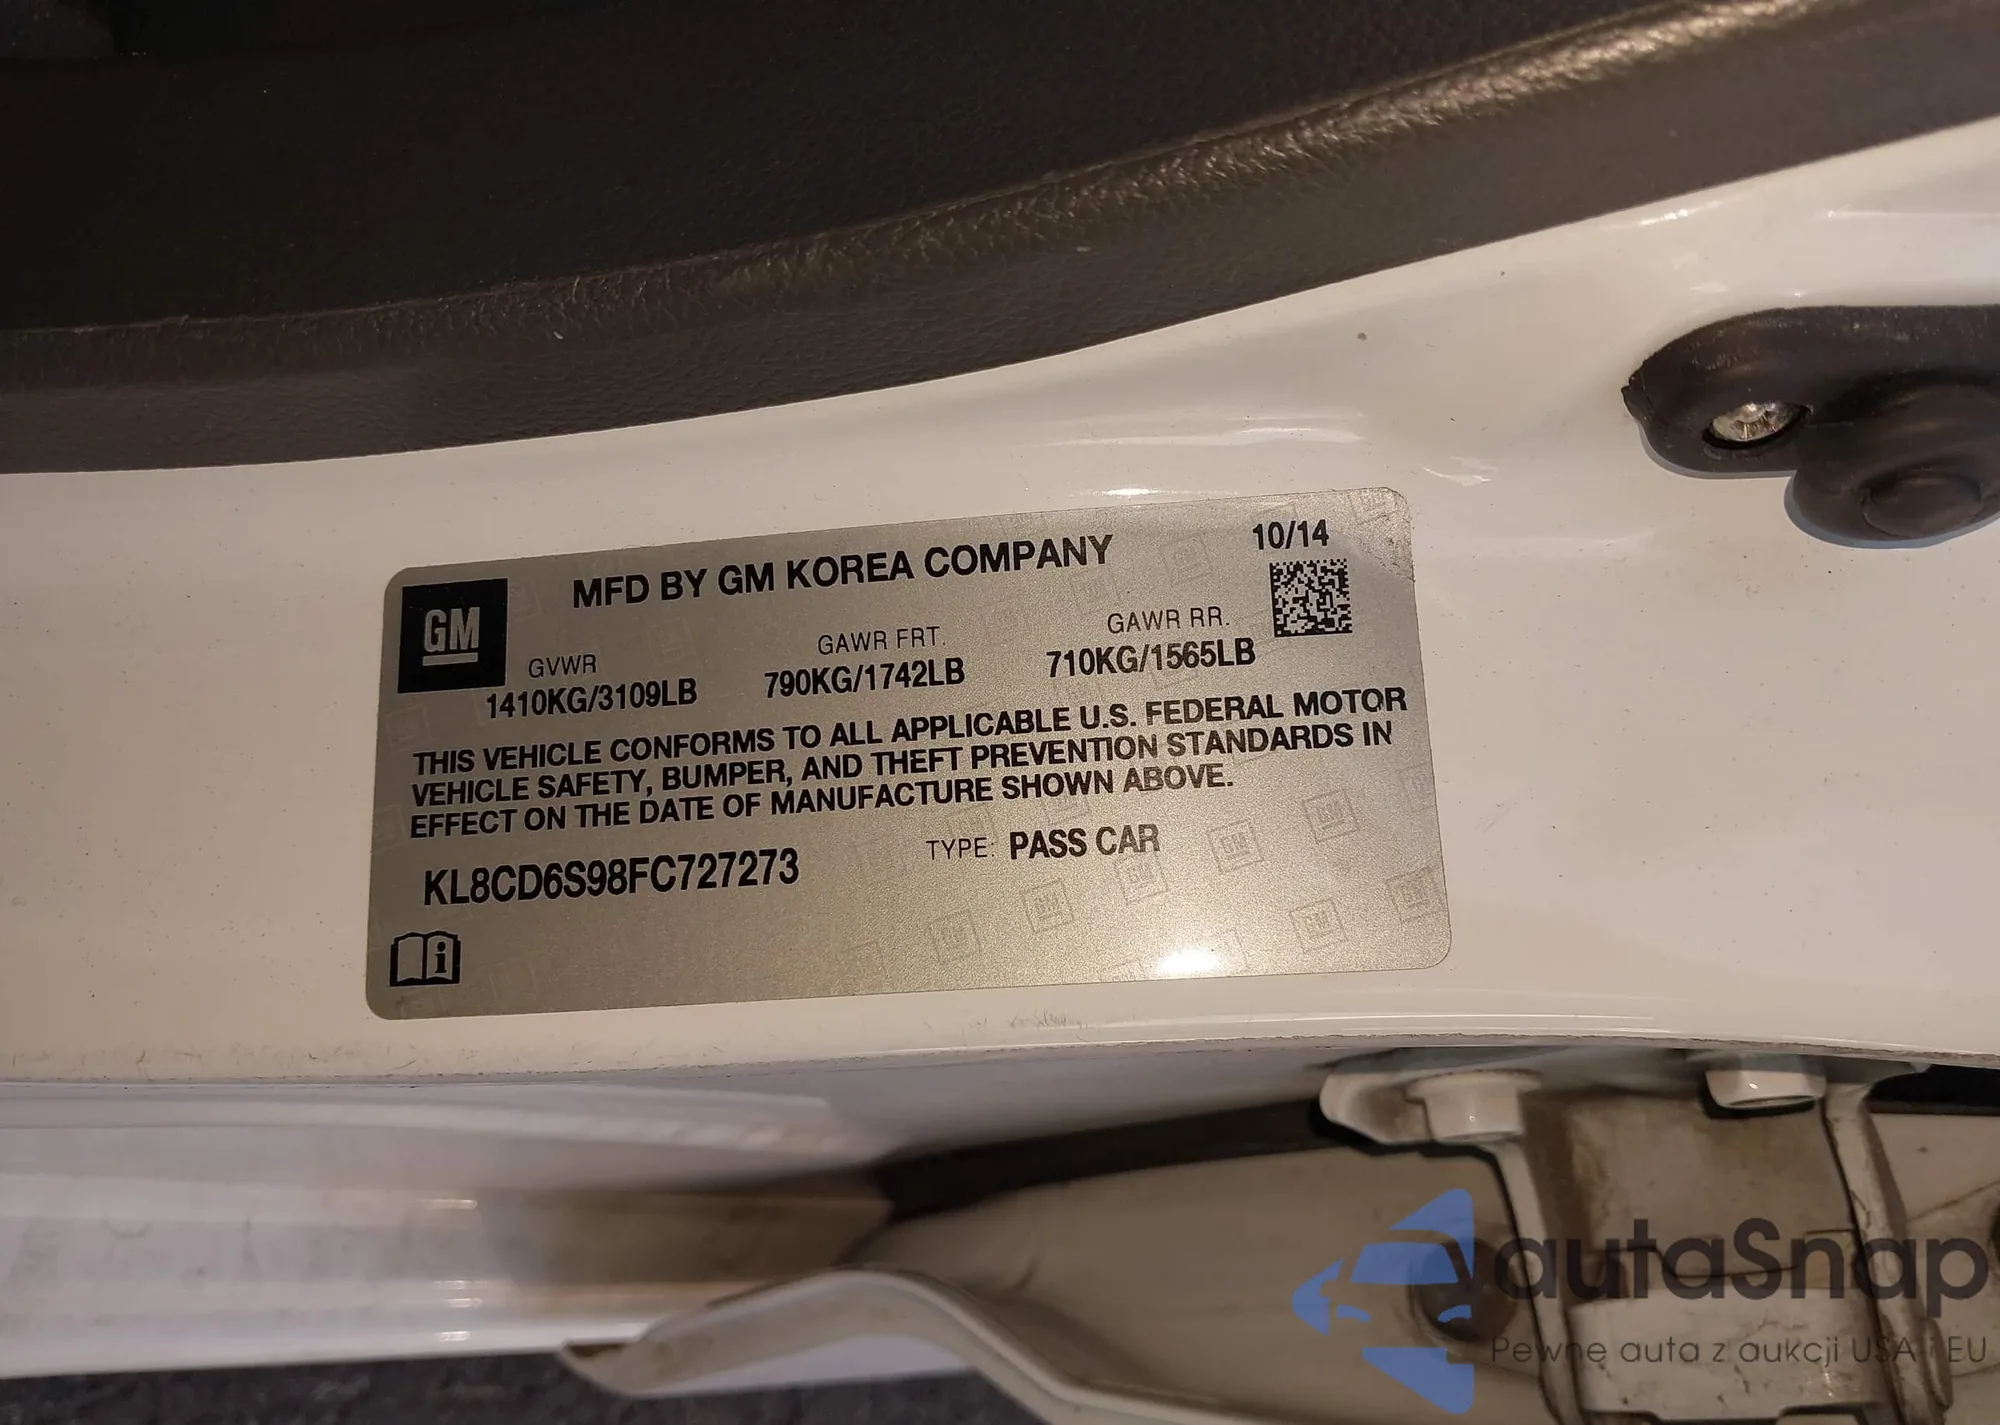 MFD BY GM KOREA COMPANY
10/14
GM
GVWR
GAWR FRT.
GAWR RR.
1410KG/3109LB
790KG/1742LB
710KG/1565LB
THIS VEHICLE CONFORMS TO ALL APPLICABLE U.S. FEDERAL MOTOR
VEHICLE SAFETY, BUMPER, AND THEFT PREVENTION STANDARDS IN
EFFECT ON THE DATE OF MANUFACTURE SHOWN ABOVE.
TYPE: PASS CAR
KL8CD6S98FC727273
i
autaSnap
Pewne auta z aukcji USA i EU